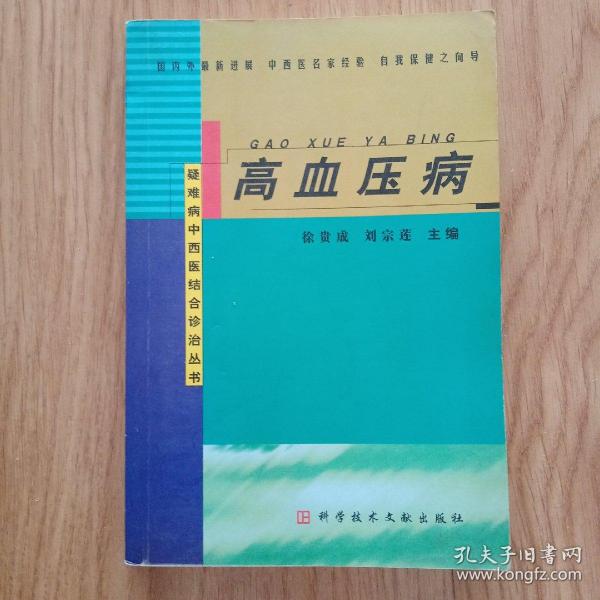 国内外最新进展 中西医名家经验 自我保健之向导
GAO XUE YA BING
高血压病
徐贵成 刘宗莲 主编
疑难病中西医结合诊治丛书
科学技术文献出版社
孔夫子旧书网
www.kongfz.com